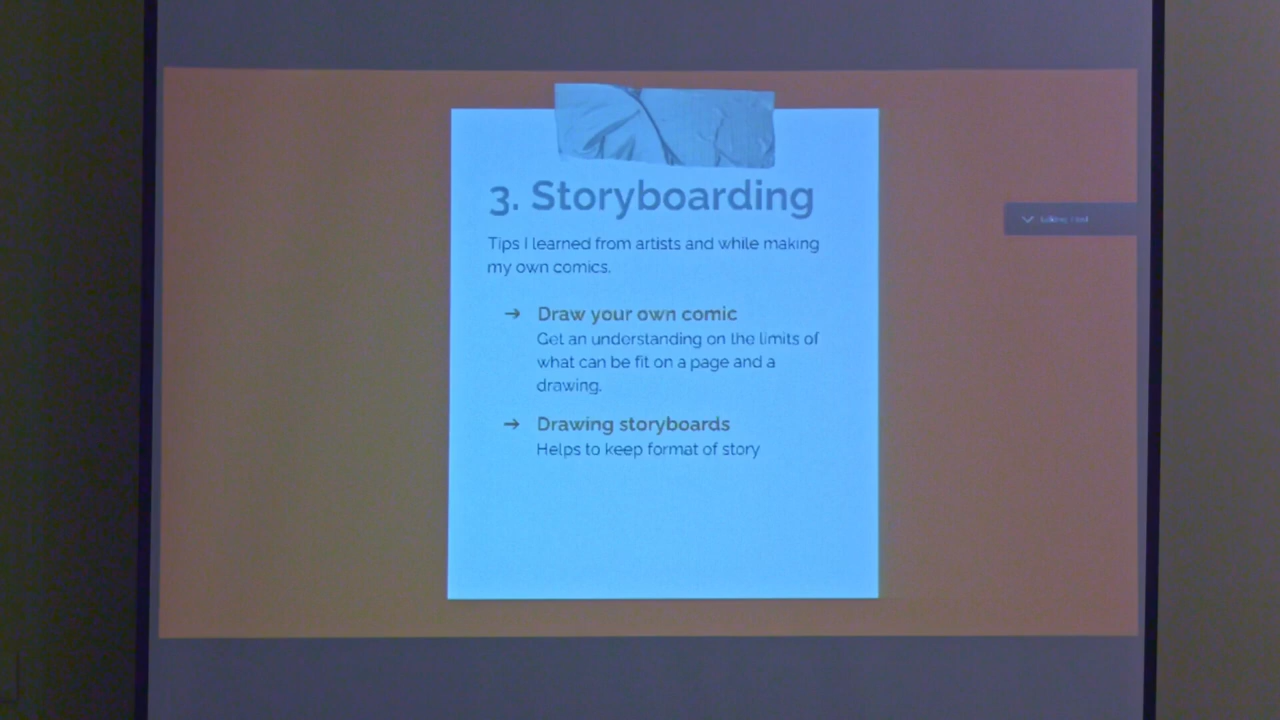 3. Storyboarding
Tips I learned from artists and while making
my own comics.
→ Draw your own comic
Get an understanding on the limits of
what can be fit on a page and a
drawing.
→ Drawing storyboards
Helps to keep format of story